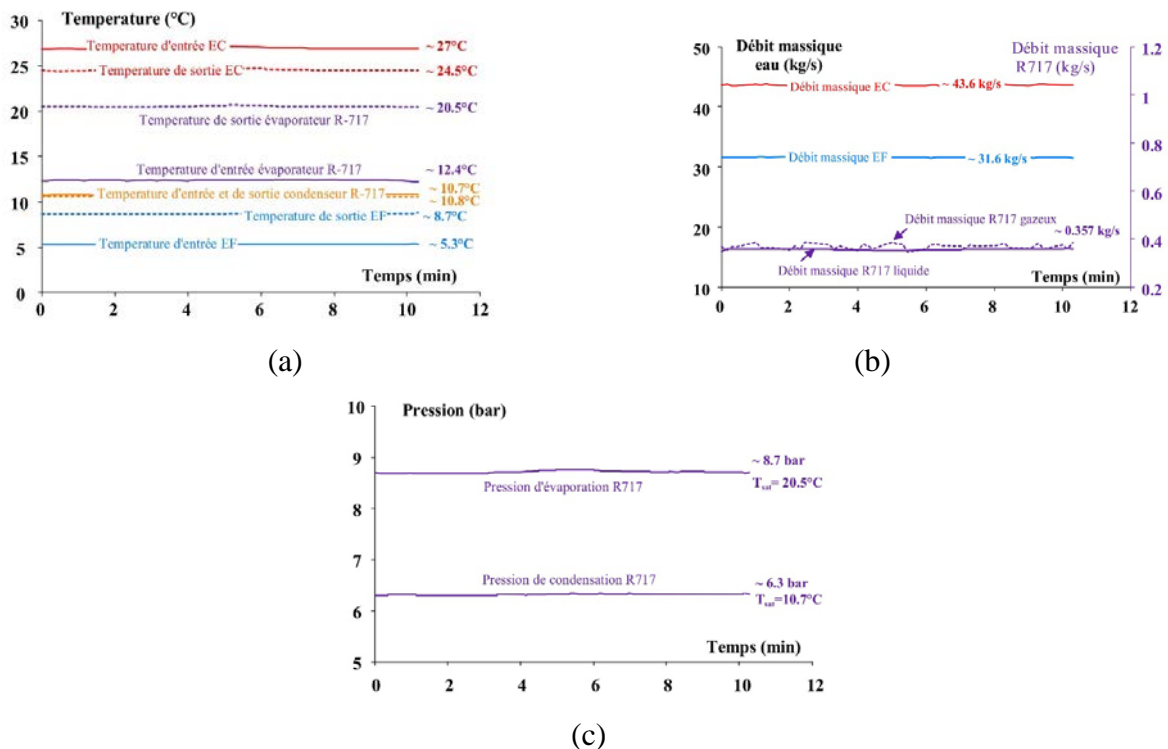 Temperature (°C)
30
25
20
15
10
5
0
Temperature d'entrée EC
~ 27°C
Température de sortie EC
~ 24.5°C
~ 20.5°C
Température de sortie évaporateur R-717
Température d'entrée évaporateur R-717
~ 12.4°C
Température d'entrée et de sortie condenseur R-717
~ 10.7°C
~ 10.8°C
Température de sortie EF
~ 8.7°C
Température d'entrée EF
~ 5.3°C
Temps (min)
0 2 4 6 8 10 12
(a)
Débit massique
eau (kg/s)
Débit massique
R717 (kg/s)
50
40
30
20
10
1.2
1
0.8
0.6
0.4
0.2
Débit massique EC
~ 43.6 kg/s
Débit massique EF
~ 31.6 kg/s
Débit massique R717 gazeux
~ 0.357 kg/s
Débit massique R717 liquide
Temps (min)
0 2 4 6 8 10 12
(b)
Pression (bar)
10
9
8
7
6
5
~ 8.7 bar
Tsat= 20.5°C
Pression d'évaporation R717
Pression de condensation R717
~ 6.3 bar
Tsat=10.7°C
Temps (min)
0 2 4 6 8 10 12
(c)